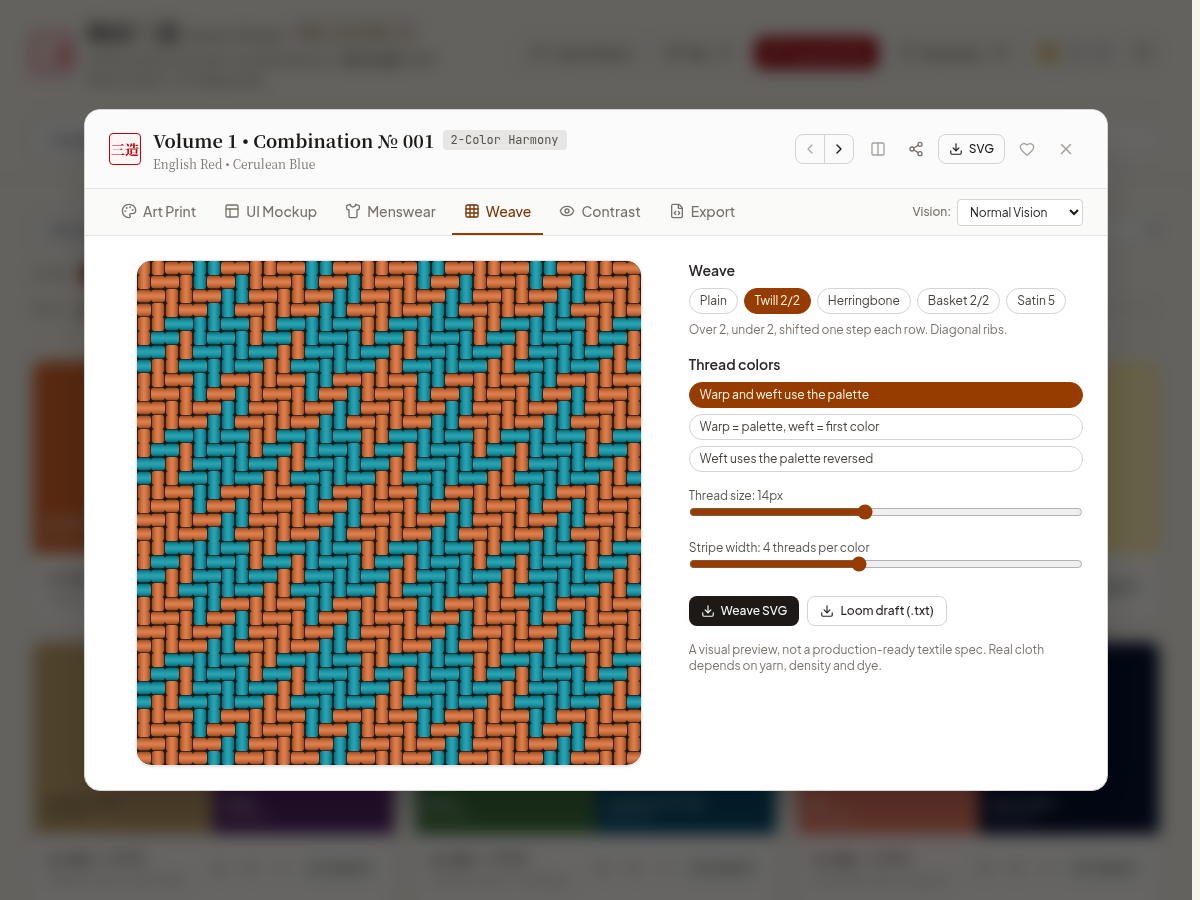 三造
Volume 1 • Combination № 001
2-Color Harmony
English Red • Cerulean Blue
SVG
Art Print
UI Mockup
Menswear
Weave
Contrast
Export
Vision:
Normal Vision
Weave
Plain
Twill 2/2
Herringbone
Basket 2/2
Satin 5
Over 2, under 2, shifted one step each row. Diagonal ribs.
Thread colors
Warp and weft use the palette
Warp = palette, weft = first color
Weft uses the palette reversed
Thread size: 14px
Stripe width: 4 threads per color
Weave SVG
Loom draft (.txt)
A visual preview, not a production-ready textile spec. Real cloth
depends on yarn, density and dye.